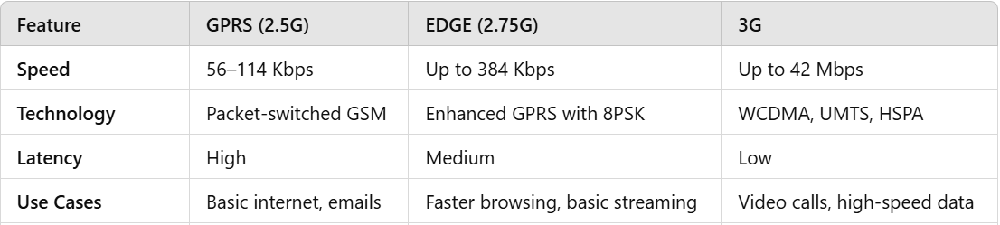 Feature GPRS (2.5G) EDGE (2.75G) 3G
Speed 56–114 Kbps Up to 384 Kbps Up to 42 Mbps
Technology Packet-switched GSM Enhanced GPRS with 8PSK WCDMA, UMTS, HSPA
Latency High Medium Low
Use Cases Basic internet, emails Faster browsing, basic streaming Video calls, high-speed data